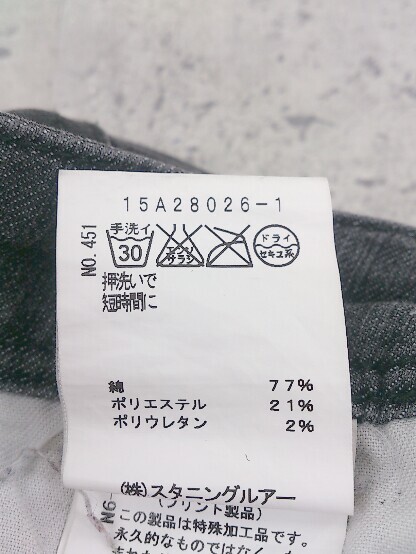 15A28026-1
NO.451
手洗イ
30
エンソ
サラシ
ドライ
セキユ系
押洗いで
短時間に
綿 77%
ポリエステル 21%
ポリウレタン 2%
(株)スタニングルアー
(プリント製品)
この製品は特殊加工品です。
永久的なものではなく、